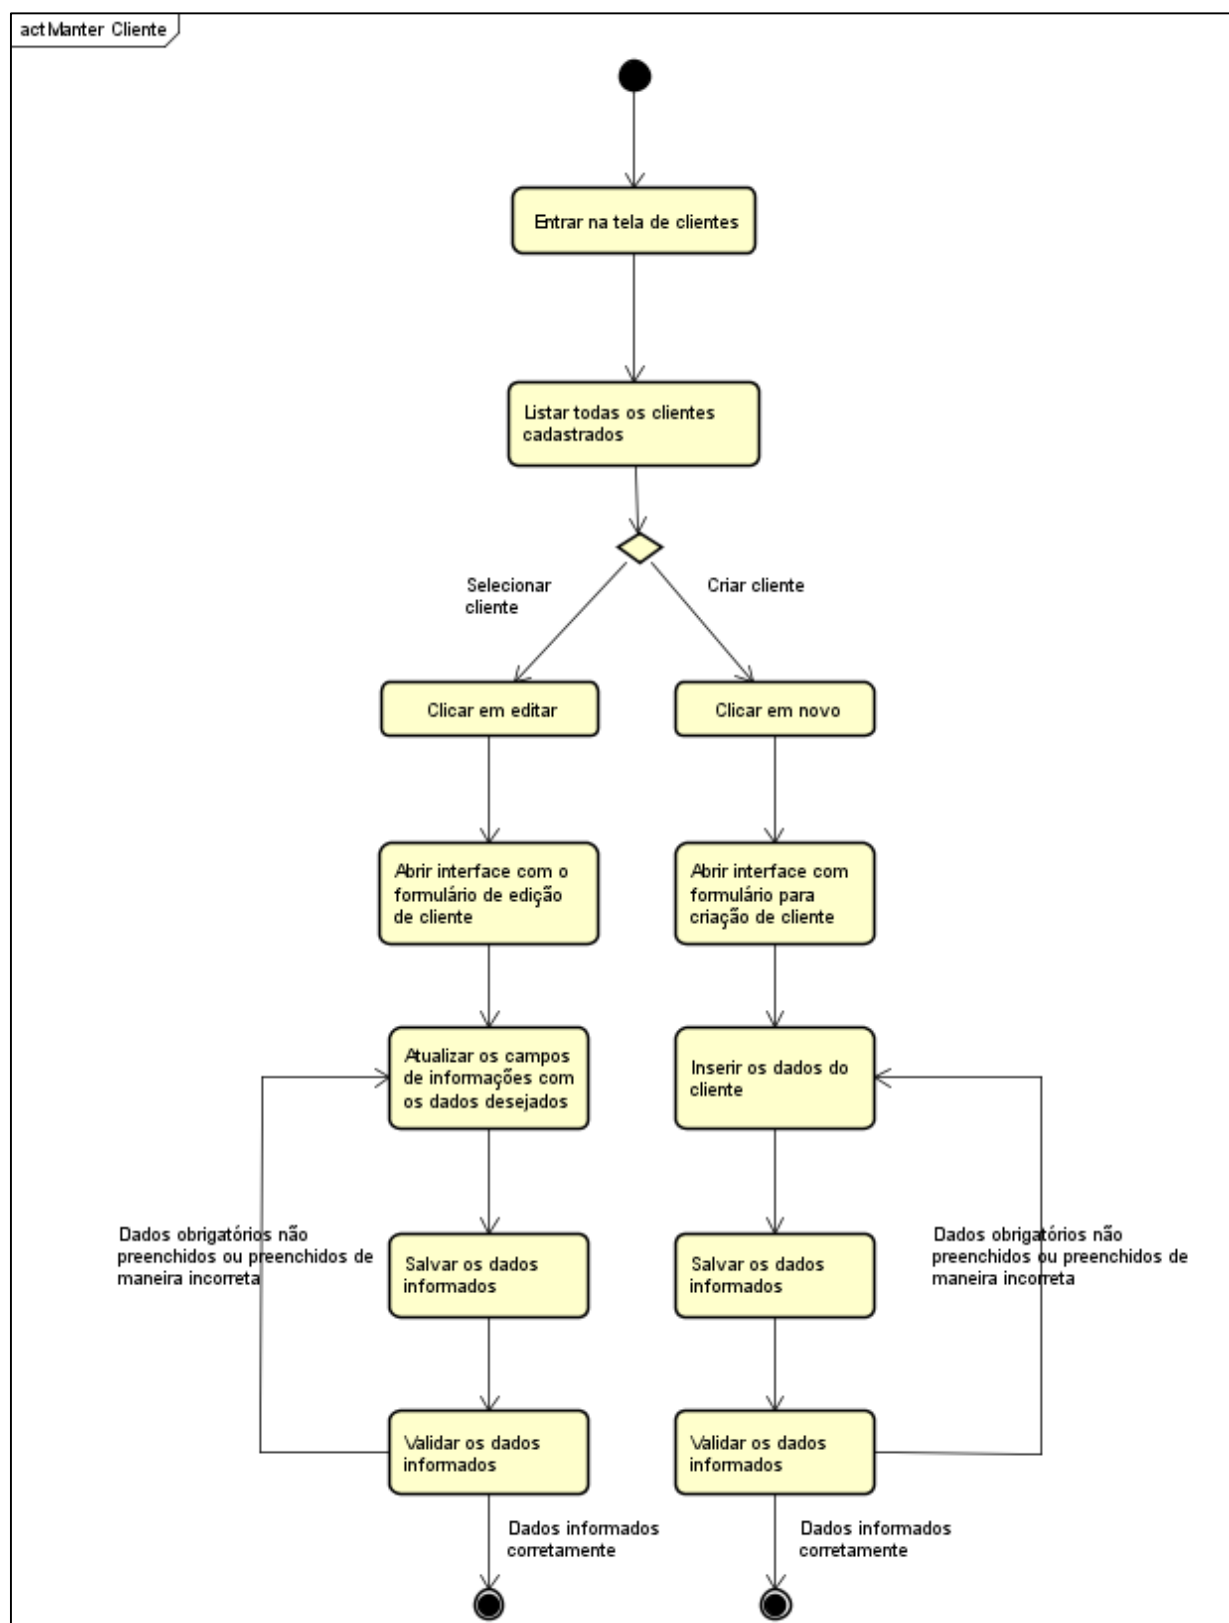 act Manter Cliente
Entrar na tela de clientes
Listar todas os clientes
cadastrados
Selecionar
cliente
Criar cliente
Clicar em editar
Clicar em novo
Abrir interface com o
formulário de edição
de cliente
Abrir interface com
formulário para
criação de cliente
Atualizar os campos
de informações com
os dados desejados
Inserir os dados do
cliente
Dados obrigatórios não
preenchidos ou preenchidos de
maneira incorreta
Salvar os dados
informados
Salvar os dados
informados
Dados obrigatórios não
preenchidos ou preenchidos de
maneira incorreta
Validar os dados
informados
Validar os dados
informados
Dados informados
corretamente
Dados informados
corretamente